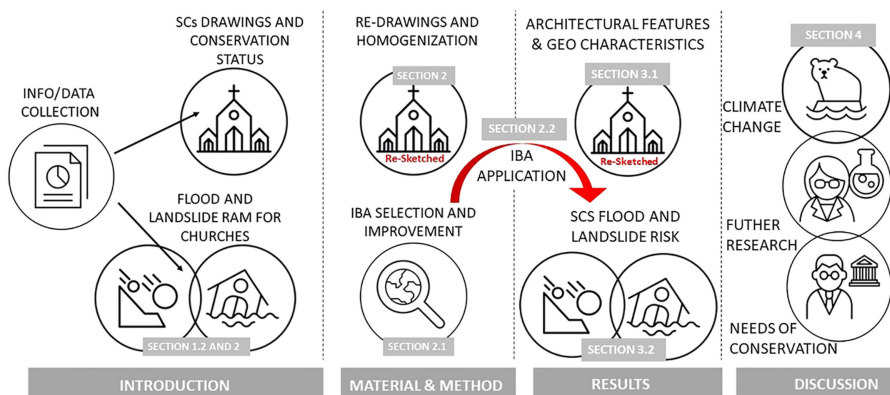 SCs DRAWINGS AND
CONSERVATION
STATUS
INFO/DATA
COLLECTION
FLOOD AND
LANDSLIDE RAM FOR
CHURCHES
SECTION 1.2 AND 2
INTRODUCTION
RE-DRAWINGS AND
HOMOGENIZATION
SECTION 2
Re-Sketched
SECTION 2.2
IBA
APPLICATION
IBA SELECTION AND
IMPROVEMENT
SECTION 2.1
MATERIAL & METHOD
ARCHITECTURAL FEATURES
& GEO CHARACTERISTICS
SECTION 3.1
Re-Sketched
SCS FLOOD AND
LANDSLIDE RISK
SECTION 3.2
RESULTS
SECTION 4
CLIMATE
CHANGE
FUTHER
RESEARCH
NEEDS OF
CONSERVATION
DISCUSSION